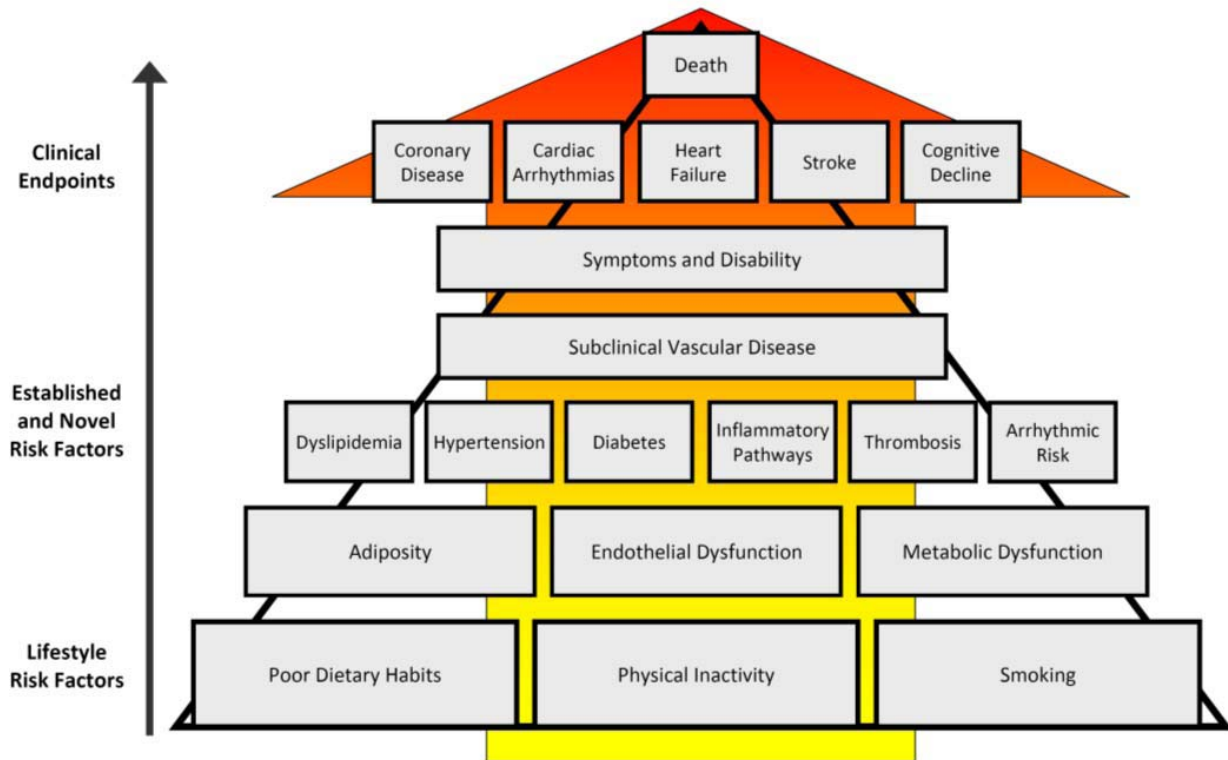 Death
Clinical
Endpoints
Coronary
Disease
Cardiac
Arrhythmias
Heart
Failure
Stroke
Cognitive
Decline
Symptoms and Disability
Subclinical Vascular Disease
Established
and Novel
Risk Factors
Dyslipidemia
Hypertension
Diabetes
Inflammatory
Pathways
Thrombosis
Arrhythmic
Risk
Adiposity
Endothelial Dysfunction
Metabolic Dysfunction
Lifestyle
Risk Factors
Poor Dietary Habits
Physical Inactivity
Smoking